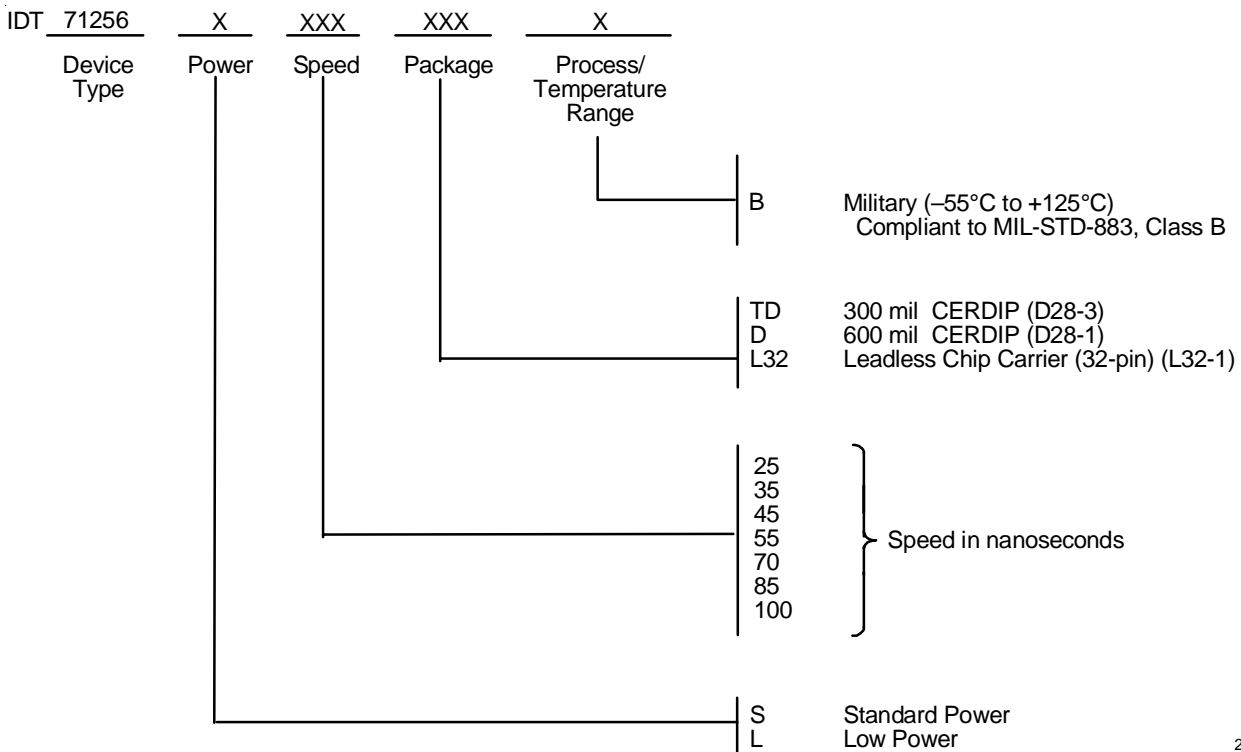 IDT 71256 X XXX XXX X
Device Type
Power
Speed
Package
Process/
Temperature
Range
B Military (–55°C to +125°C)
Compliant to MIL-STD-883, Class B
TD 300 mil CERDIP (D28-3)
D 600 mil CERDIP (D28-1)
L32 Leadless Chip Carrier (32-pin) (L32-1)
25
35
45
55
70
85
100
Speed in nanoseconds
S Standard Power
L Low Power
2